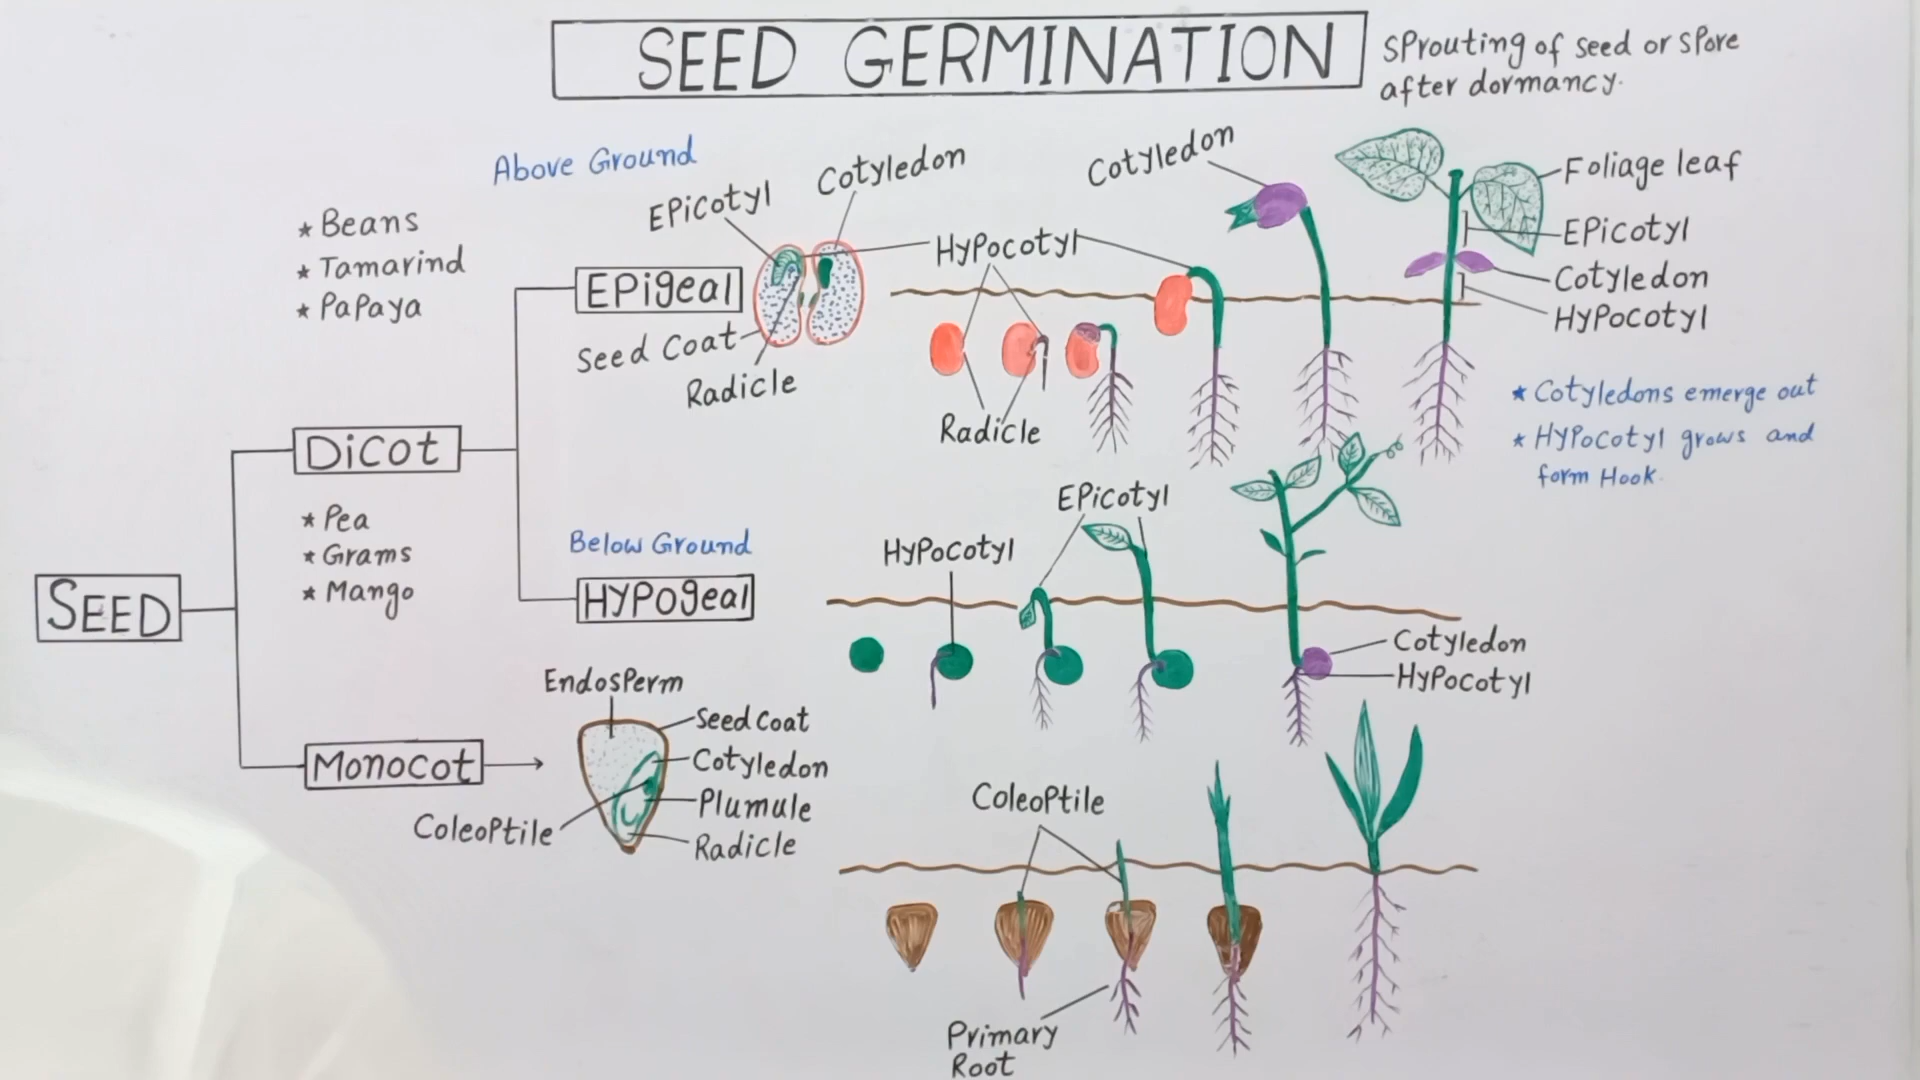 SEED GERMINATION
Sprouting of seed or spore
after dormancy.
Above Ground
Epicotyl
Cotyledon
Cotyledon
Foliage leaf
Epicotyl
Cotyledon
Hypocotyl
* Beans
* Tamarind
* Papaya
Epigeal
Hypocotyl
Seed Coat
Radicle
Radicle
* Cotyledons emerge out
* Hypocotyl grows and
form Hook.
Dicot
* Pea
* Grams
* Mango
Below Ground
Hypogeal
Hypocotyl
Epicotyl
Cotyledon
Hypocotyl
SEED
Monocot
Endosperm
Seed Coat
Cotyledon
Plumule
Radicle
Coleoptile
Coleoptile
Primary
Root